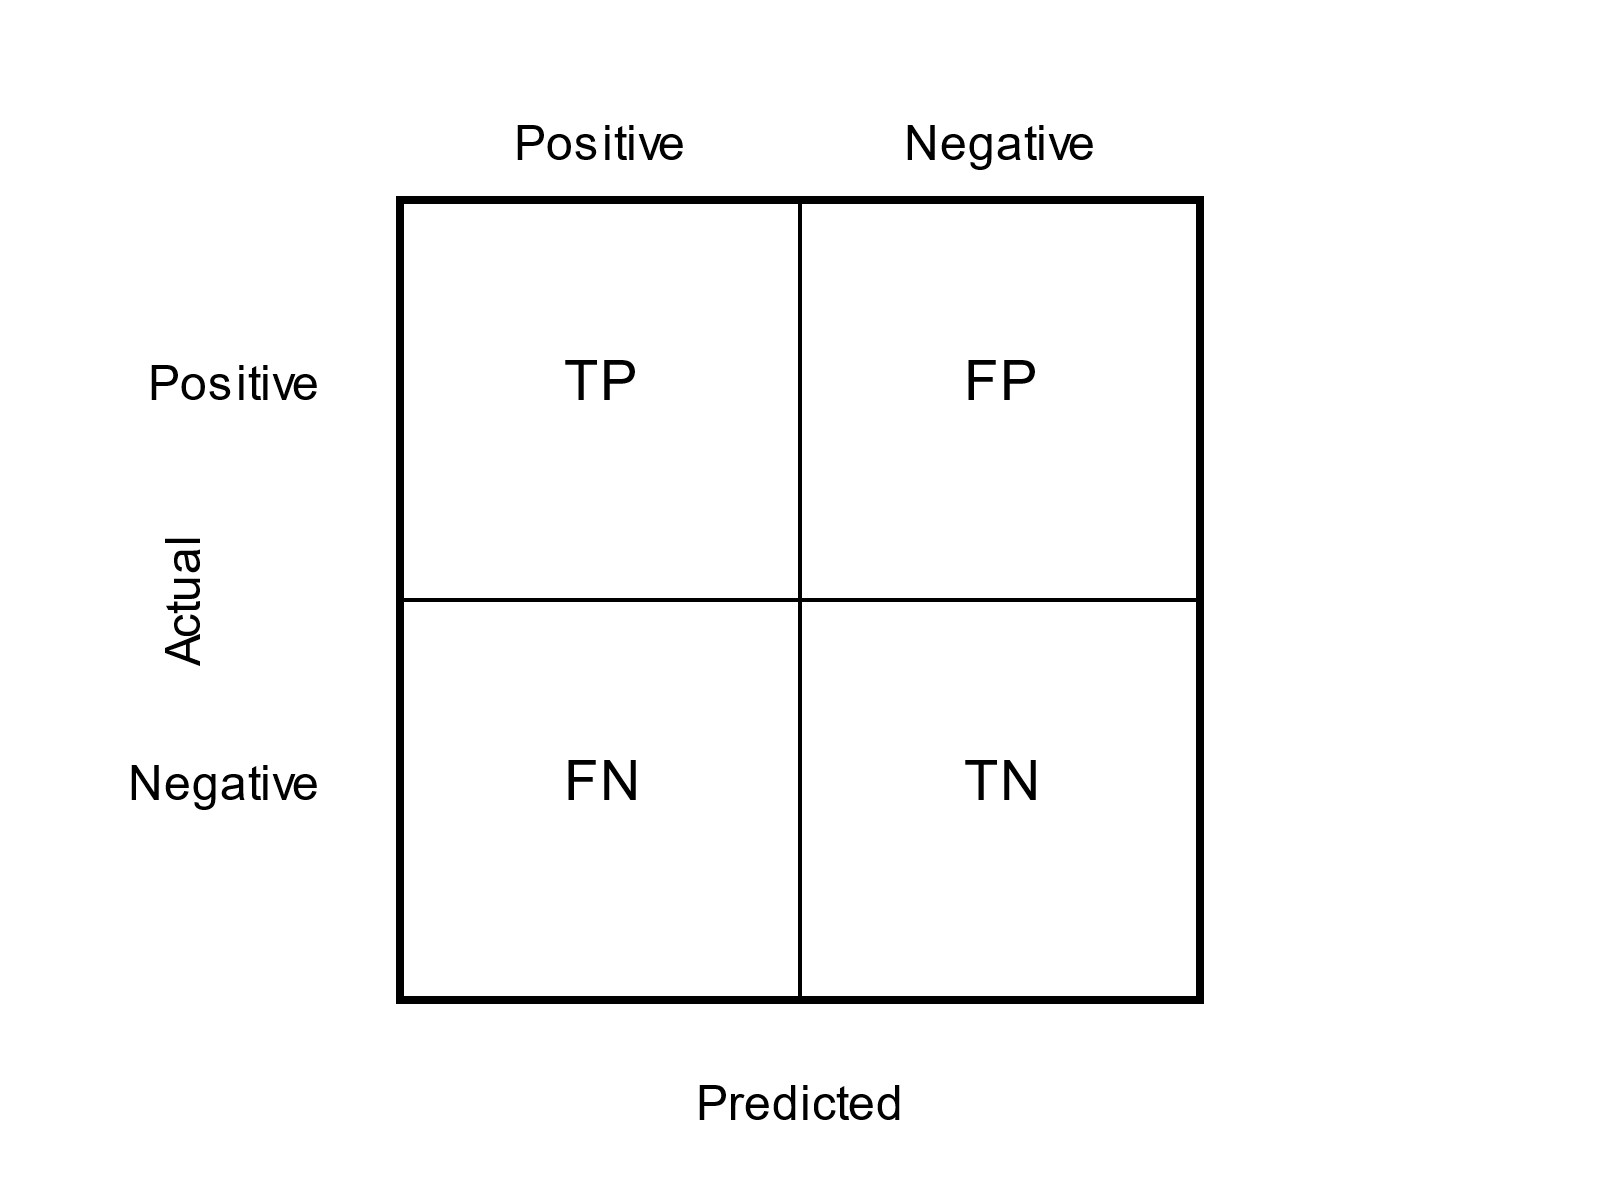 Positive Negative
Positive TP FP
Actual
Negative FN TN
Predicted